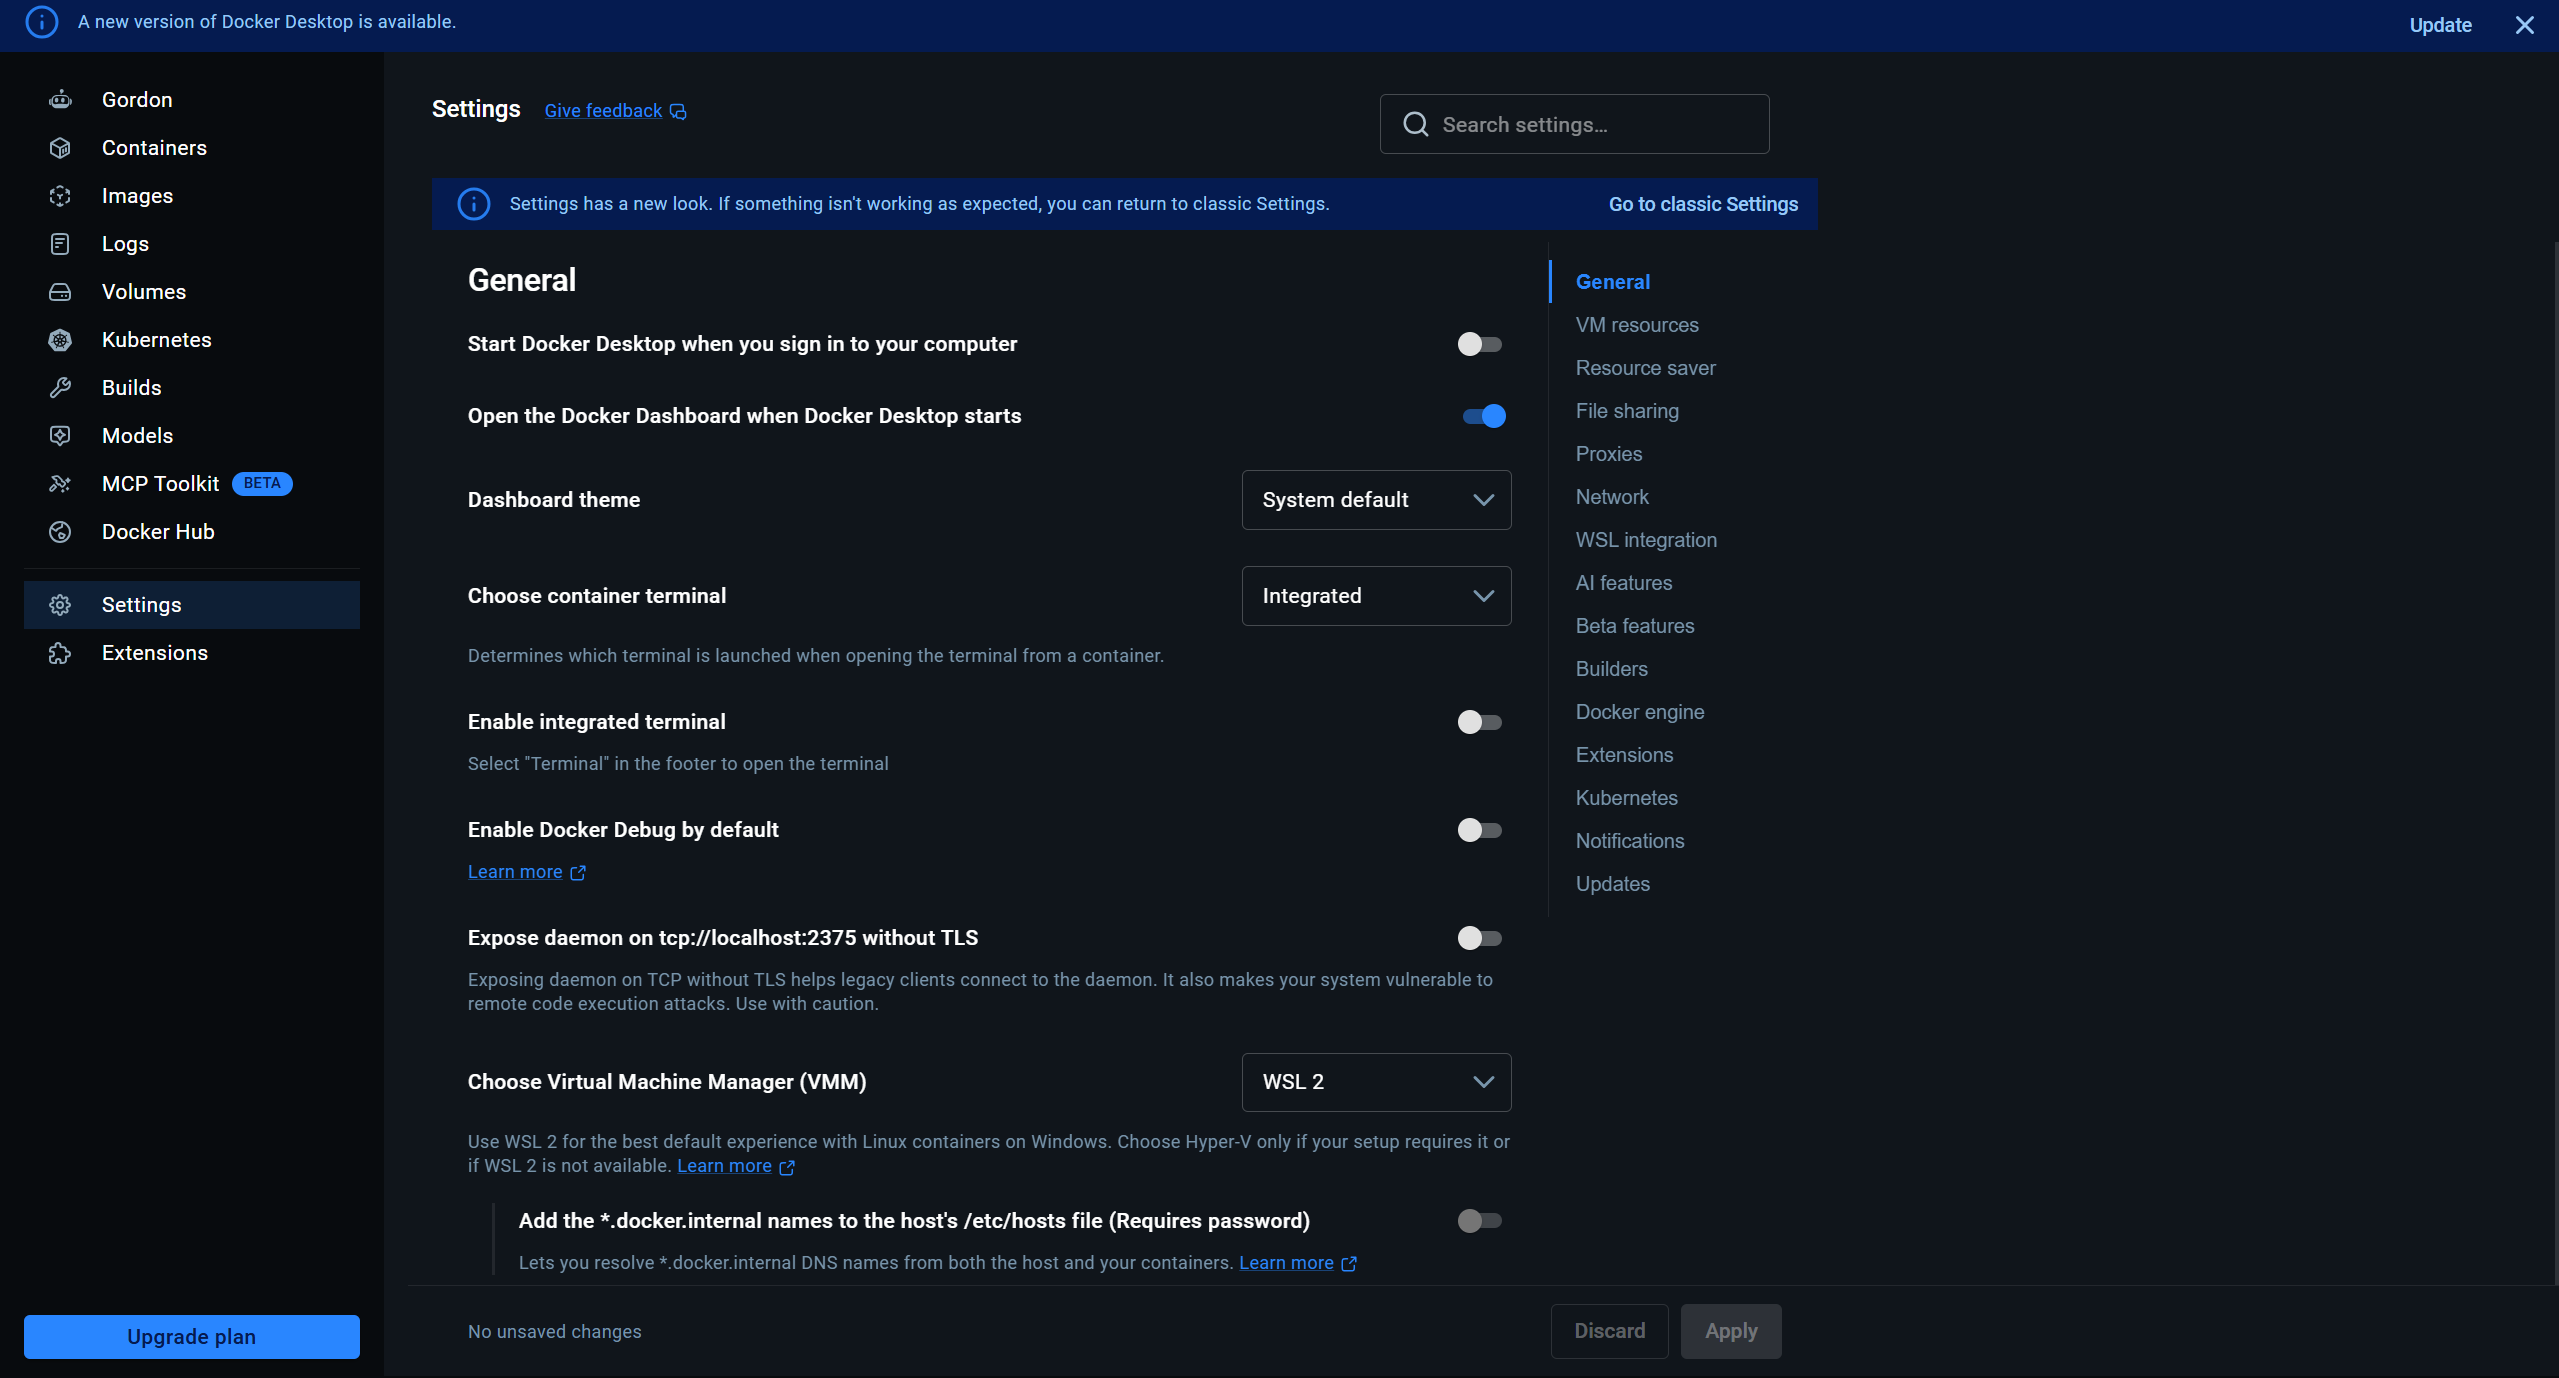 A new version of Docker Desktop is available.
Update
Gordon
Containers
Images
Logs
Volumes
Kubernetes
Builds
Models
MCP Toolkit BETA
Docker Hub
Settings
Extensions
Upgrade plan
Settings Give feedback
Search settings...
Settings has a new look. If something isn't working as expected, you can return to classic Settings.
Go to classic Settings
General
Start Docker Desktop when you sign in to your computer
Open the Docker Dashboard when Docker Desktop starts
Dashboard theme
System default
Choose container terminal
Integrated
Determines which terminal is launched when opening the terminal from a container.
Enable integrated terminal
Select "Terminal" in the footer to open the terminal
Enable Docker Debug by default
Learn more
Expose daemon on tcp://localhost:2375 without TLS
Exposing daemon on TCP without TLS helps legacy clients connect to the daemon. It also makes your system vulnerable to
remote code execution attacks. Use with caution.
Choose Virtual Machine Manager (VMM)
WSL 2
Use WSL 2 for the best default experience with Linux containers on Windows. Choose Hyper-V only if your setup requires it or
if WSL 2 is not available. Learn more
Add the *.docker.internal names to the host's /etc/hosts file (Requires password)
Lets you resolve *.docker.internal DNS names from both the host and your containers. Learn more
General
VM resources
Resource saver
File sharing
Proxies
Network
WSL integration
AI features
Beta features
Builders
Docker engine
Extensions
Kubernetes
Notifications
Updates
No unsaved changes
Discard
Apply